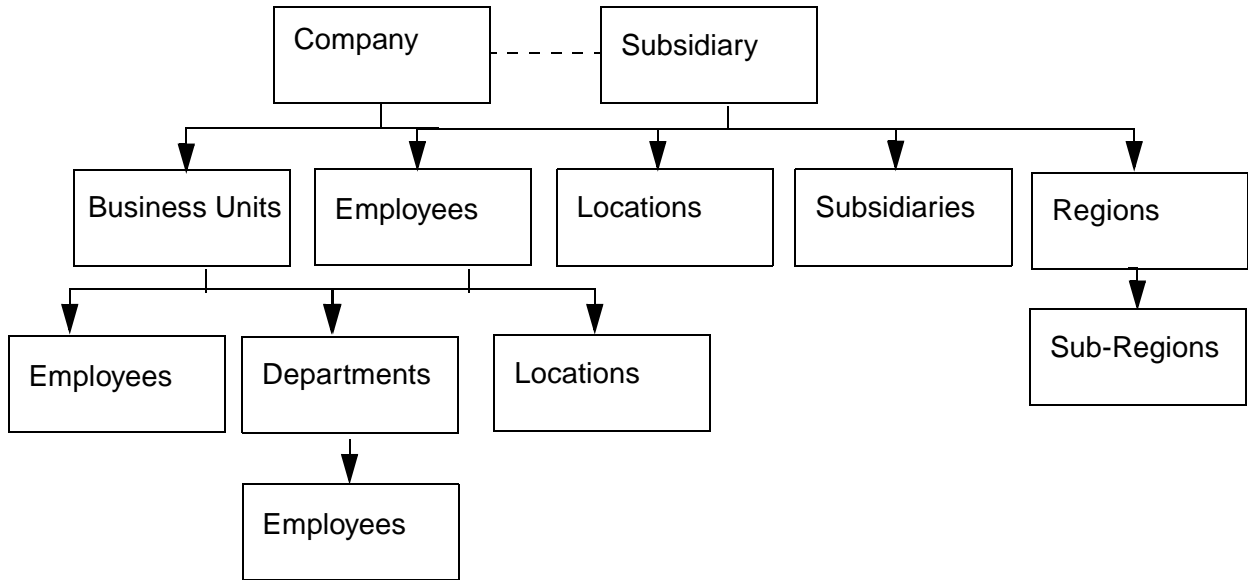 Company
Subsidiary
Business Units
Employees
Locations
Subsidiaries
Regions
Employees
Departments
Locations
Sub-Regions
Employees